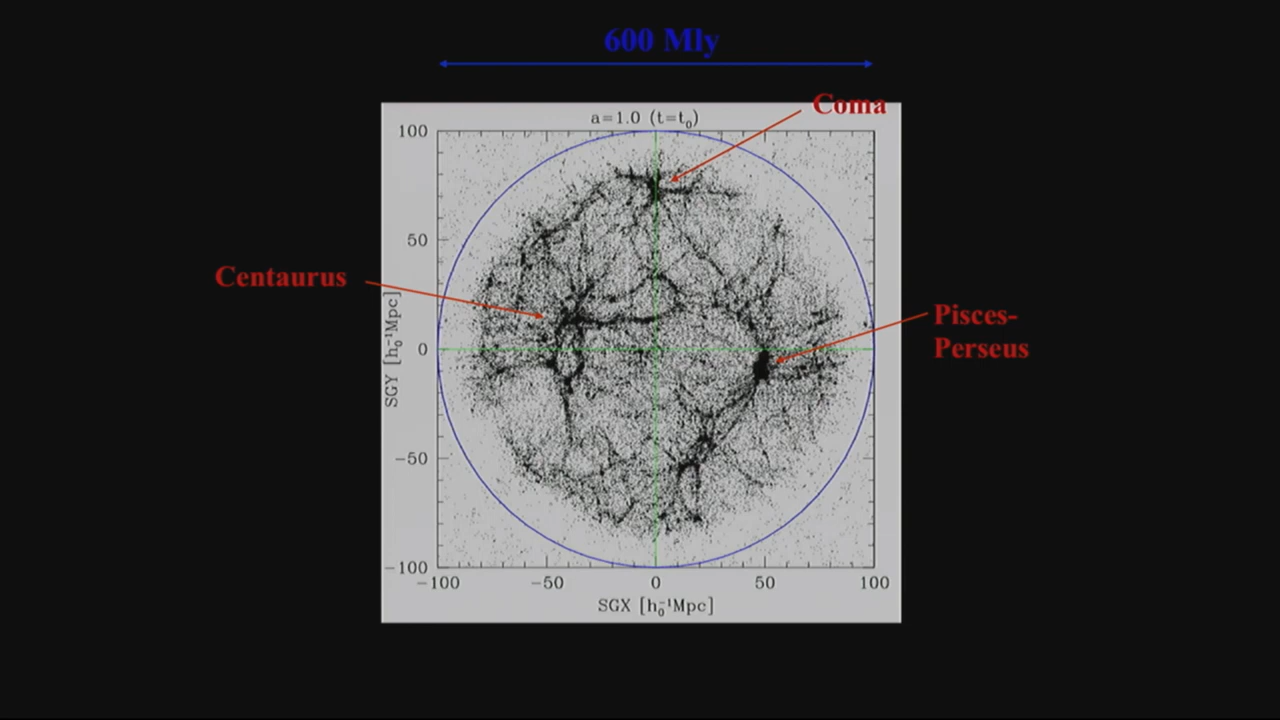 600 Mly
Coma
a=1.0 (t=t₀)
100
50
Centaurus
Pisces-
Perseus
0
SGY [h₀⁻¹Mpc]
−50
−100
−100 −50 0 50 100
SGX [h₀⁻¹Mpc]